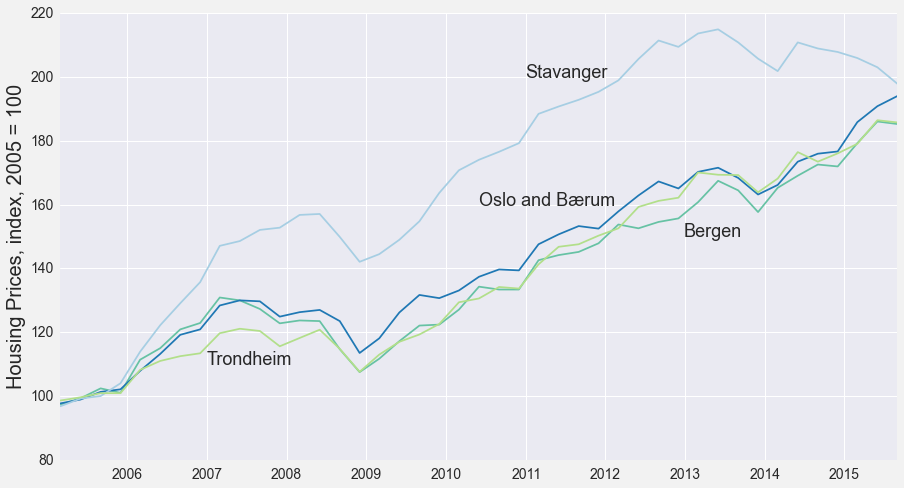 Housing Prices, index, 2005 = 100
220
200
180
160
140
120
100
80
Stavanger
Oslo and Bærum
Bergen
Trondheim
2006 2007 2008 2009 2010 2011 2012 2013 2014 2015